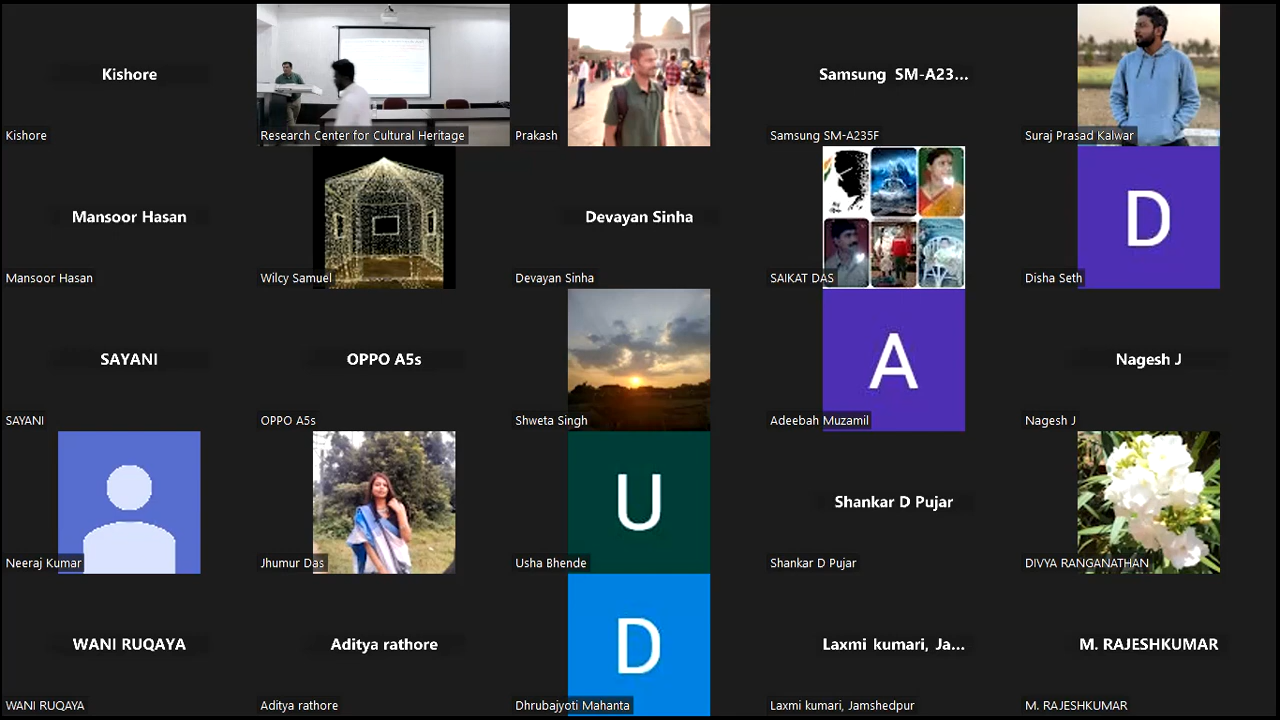 Kishore
Samsung SM-A23...
Kishore
Research Center for Cultural Heritage
Prakash
Samsung SM-A235F
Suraj Prasad Kalwar
Mansoor Hasan
Devayan Sinha
D
Mansoor Hasan
Wilcy Samuel
Devayan Sinha
SAIKAT DAS
Disha Seth
SAYANI
OPPO A5s
A
Nagesh J
SAYANI
OPPO A5s
Shweta Singh
Adeebah Muzamil
Nagesh J
U
Shankar D Pujar
Neeraj Kumar
Jhumur Das
Usha Bhende
Shankar D Pujar
DIVYA RANGANATHAN
WANI RUQAYA
Aditya rathore
D
Laxmi kumari, Ja...
M. RAJESHKUMAR
WANI RUQAYA
Aditya rathore
Dhrubajyoti Mahanta
Laxmi kumari, Jamshedpur
M. RAJESHKUMAR